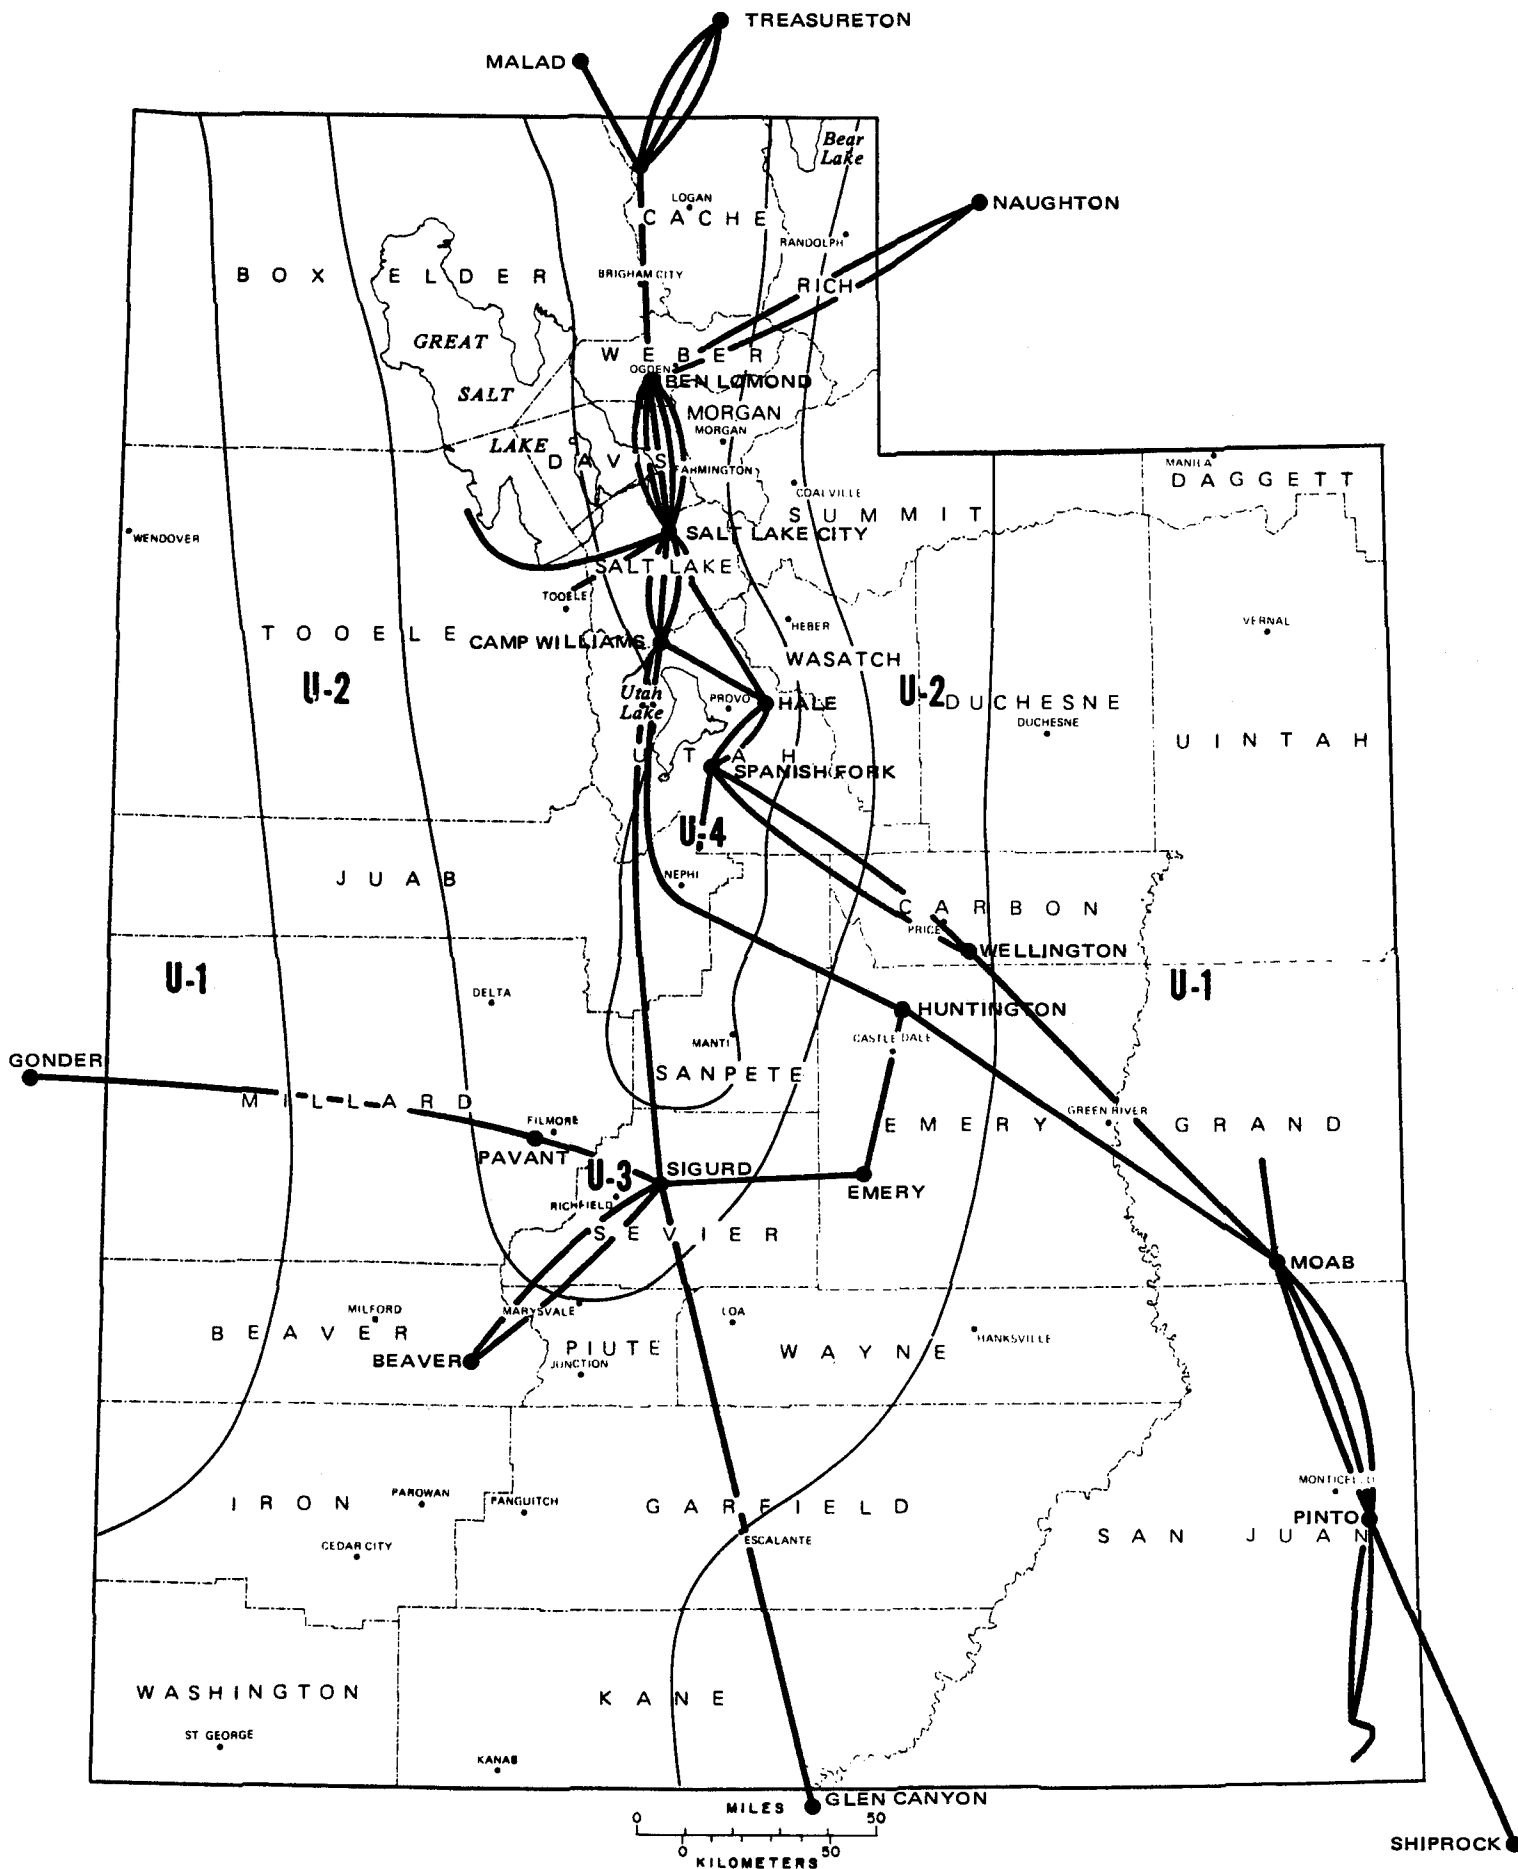 TREASURETON
MALAD
Bear
Lake
LOGAN
CACHE
NAUGHTON
RANDOLPH
BOX ELDER
BRIGHAM CITY
RICH
GREAT
WEBER
OGDEN
BEN LOMOND
SALT
MORGAN
MORGAN
LAKE
DAVIS
FARMINGTON
MANILA
DAGGETT
COALVILLE
SUMMIT
WENDOVER
SALT LAKE CITY
SALT LAKE
TOOELE
HEBER
VERNAL
TOOELE
CAMP WILLIAMS
WASATCH
U-2
Utah
Lake
PROVO
HALE
U-2
DUCHESNE
DUCHESNE
UTAH
UINTAH
SPANISH FORK
U-4
JUAB
NEPHI
CARBON
PRICE
WELLINGTON
U-1
DELTA
U-1
HUNTINGTON
MANTI
CASTLE DALE
GONDER
SANPETE
MILLARD
FILMORE
GREEN RIVER
EMERY
GRAND
PAVANT
U-3
SIGURD
EMERY
RICHFIELD
SEVIER
MOAB
MILFORD
MARYSVALE
LOA
BEAVER
HANKSVILLE
BEAVER
PIUTE
WAYNE
JUNCTION
MONTICELLO
IRON
PAROWAN
PANGUITCH
GARFIELD
PINTO
CEDAR CITY
ESCALANTE
SAN JUAN
WASHINGTON
KANE
ST GEORGE
KANAB
GLEN CANYON
MILES
0 50
0 50
KILOMETERS
SHIPROCK